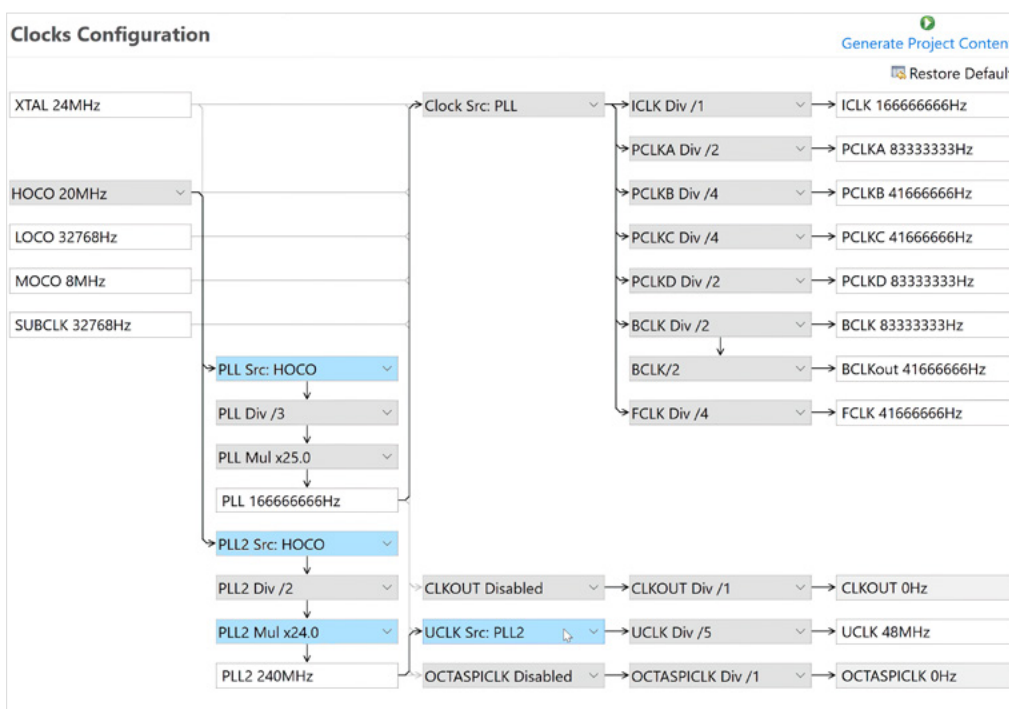 Clocks Configuration
Generate Project Conten
Restore Defaul
XTAL 24MHz
Clock Src: PLL
ICLK Div /1
ICLK 166666666Hz
PCLKA Div /2
PCLKA 83333333Hz
HOCO 20MHz
PCLKB Div /4
PCLKB 41666666Hz
LOCO 32768Hz
PCLKC Div /4
PCLKC 41666666Hz
MOCO 8MHz
PCLKD Div /2
PCLKD 83333333Hz
SUBCLK 32768Hz
BCLK Div /2
BCLK 83333333Hz
PLL Src: HOCO
BCLK/2
BCLKout 41666666Hz
PLL Div /3
FCLK Div /4
FCLK 41666666Hz
PLL Mul x25.0
PLL 166666666Hz
PLL2 Src: HOCO
PLL2 Div /2
CLKOUT Disabled
CLKOUT Div /1
CLKOUT 0Hz
PLL2 Mul x24.0
UCLK Src: PLL2
UCLK Div /5
UCLK 48MHz
PLL2 240MHz
OCTASPICLK Disabled
OCTASPICLK Div /1
OCTASPICLK 0Hz